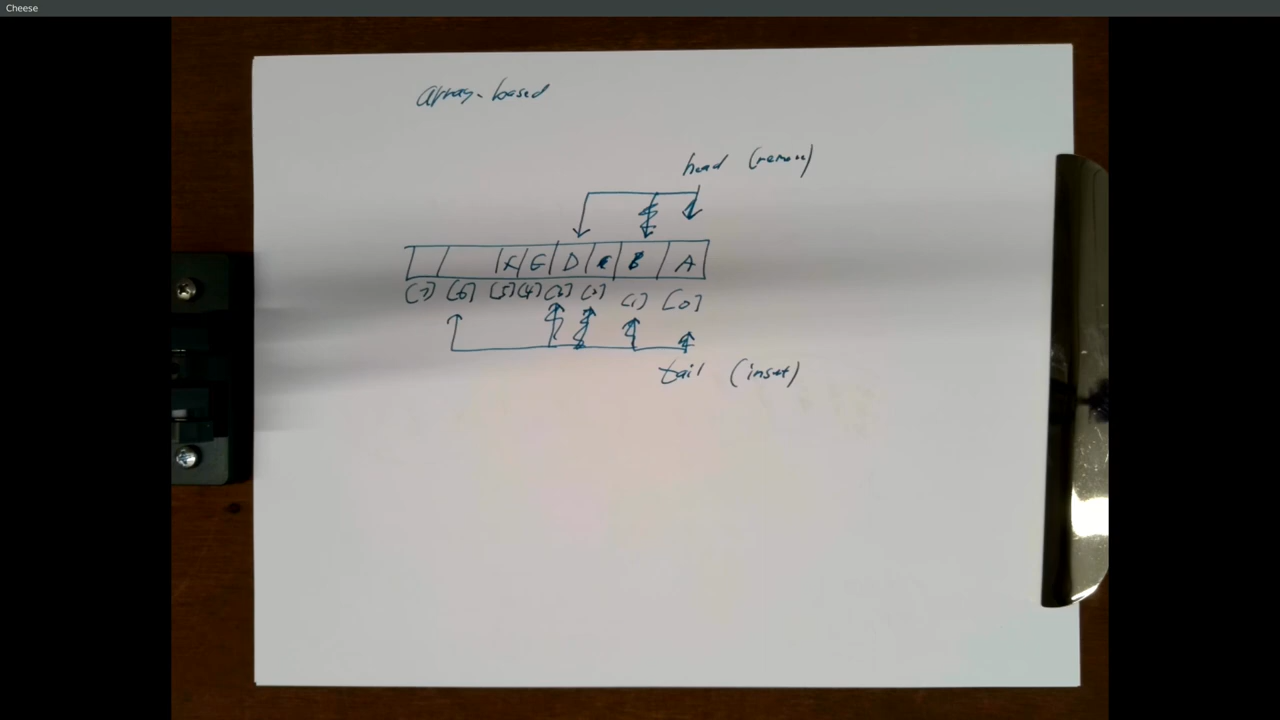 Cheese
array-based
head (remove)
D B A
[7] [6] [5] [4] [3] [2] [1] [0]
tail (insert)